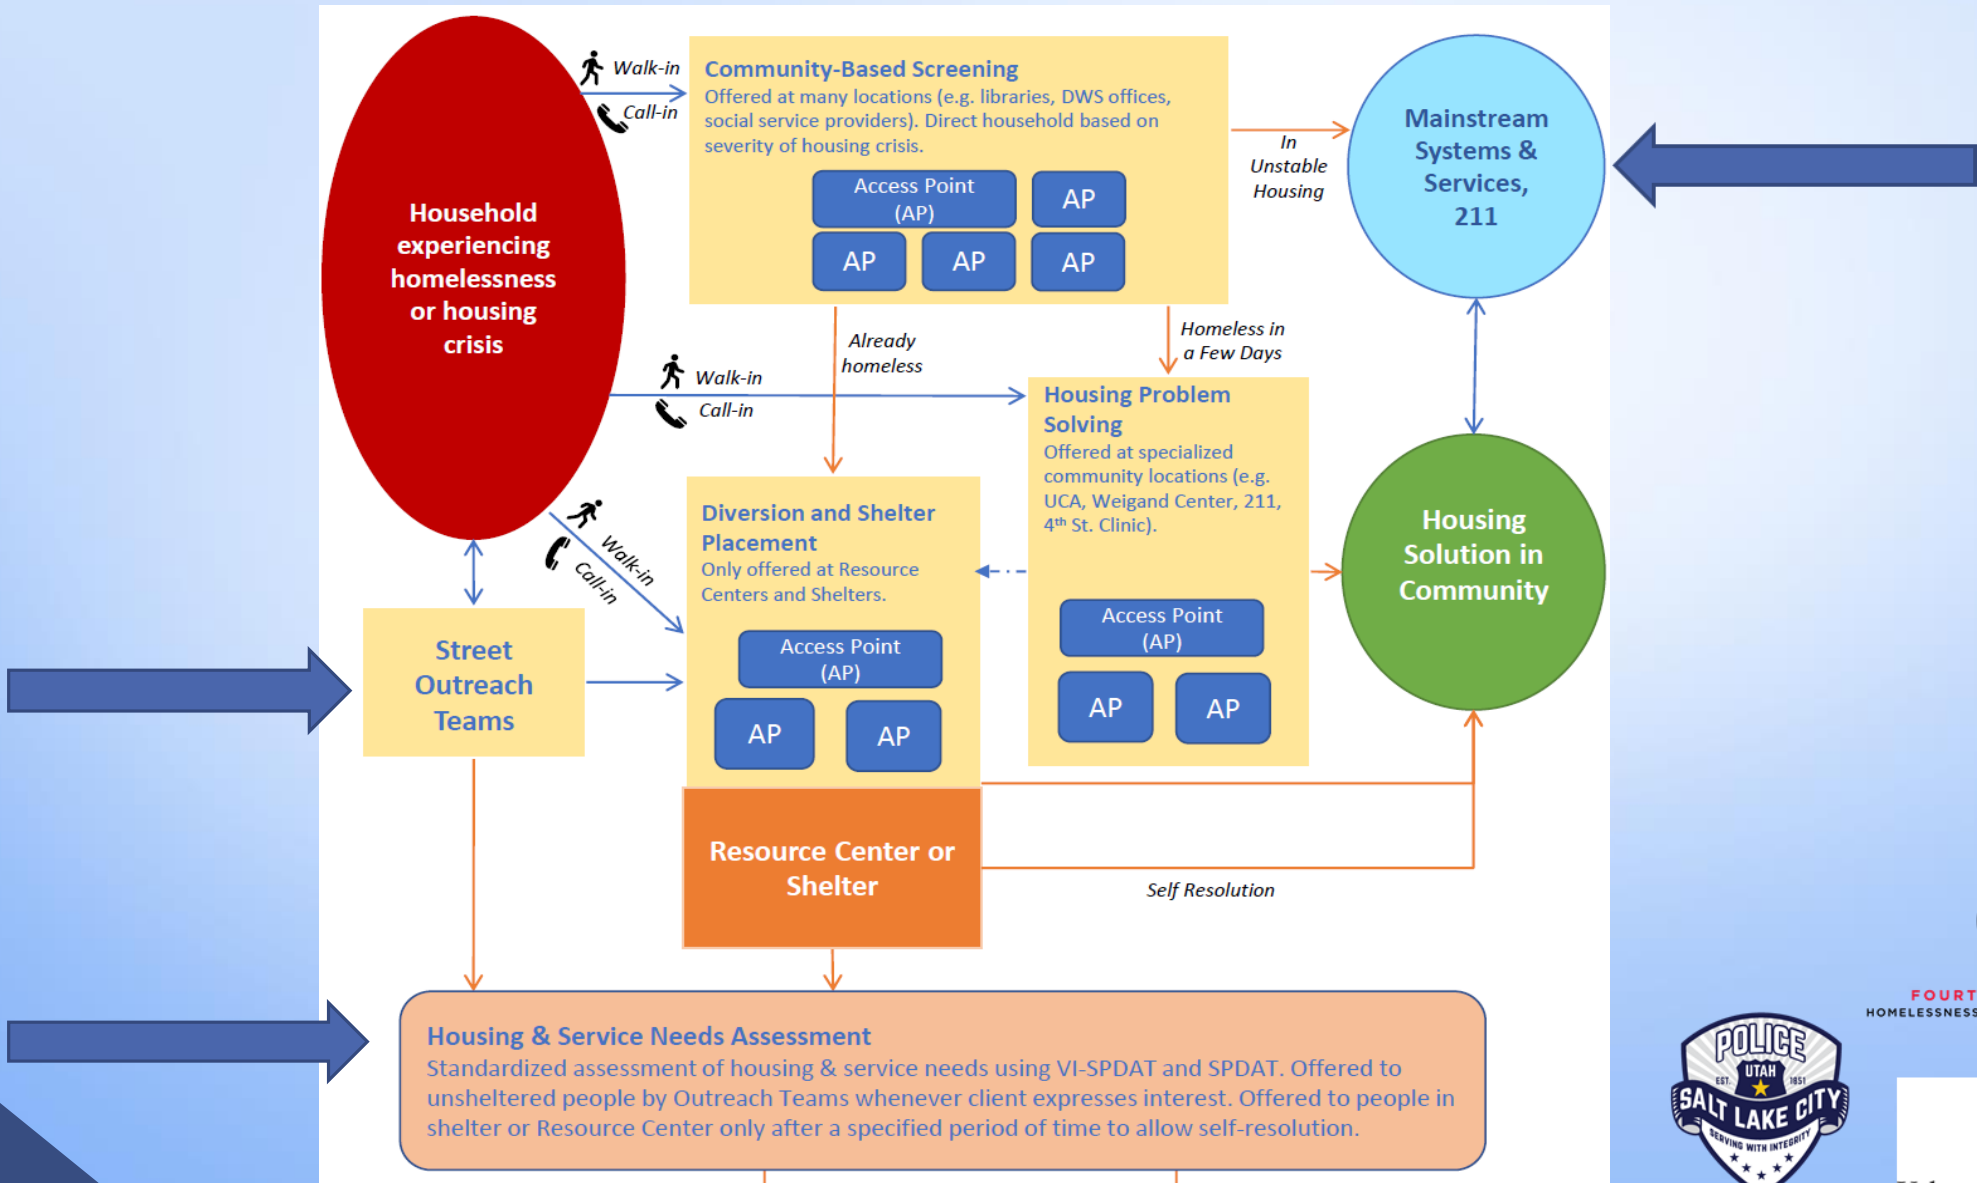 Household
experiencing
homelessness
or housing
crisis
Walk-in
Call-in
Community-Based Screening
Offered at many locations (e.g. libraries, DWS offices,
social service providers). Direct household based on
severity of housing crisis.
Access Point
(AP)
AP
AP
AP
AP
In
Unstable
Housing
Mainstream
Systems &
Services,
211
Already
homeless
Homeless in
a Few Days
Walk-in
Call-in
Housing Problem
Solving
Offered at specialized
community locations (e.g.
UCA, Weigand Center, 211,
4th St. Clinic).
Access Point
(AP)
AP
AP
Walk-in
Call-in
Diversion and Shelter
Placement
Only offered at Resource
Centers and Shelters.
Access Point
(AP)
AP
AP
Housing
Solution in
Community
Street
Outreach
Teams
Resource Center or
Shelter
Self Resolution
Housing & Service Needs Assessment
Standardized assessment of housing & service needs using VI-SPDAT and SPDAT. Offered to
unsheltered people by Outreach Teams whenever client expresses interest. Offered to people in
shelter or Resource Center only after a specified period of time to allow self-resolution.
FOURT
HOMELESSNESS
POLICE
UTAH
EST. 1851
SALT LAKE CITY
SERVING WITH INTEGRITY